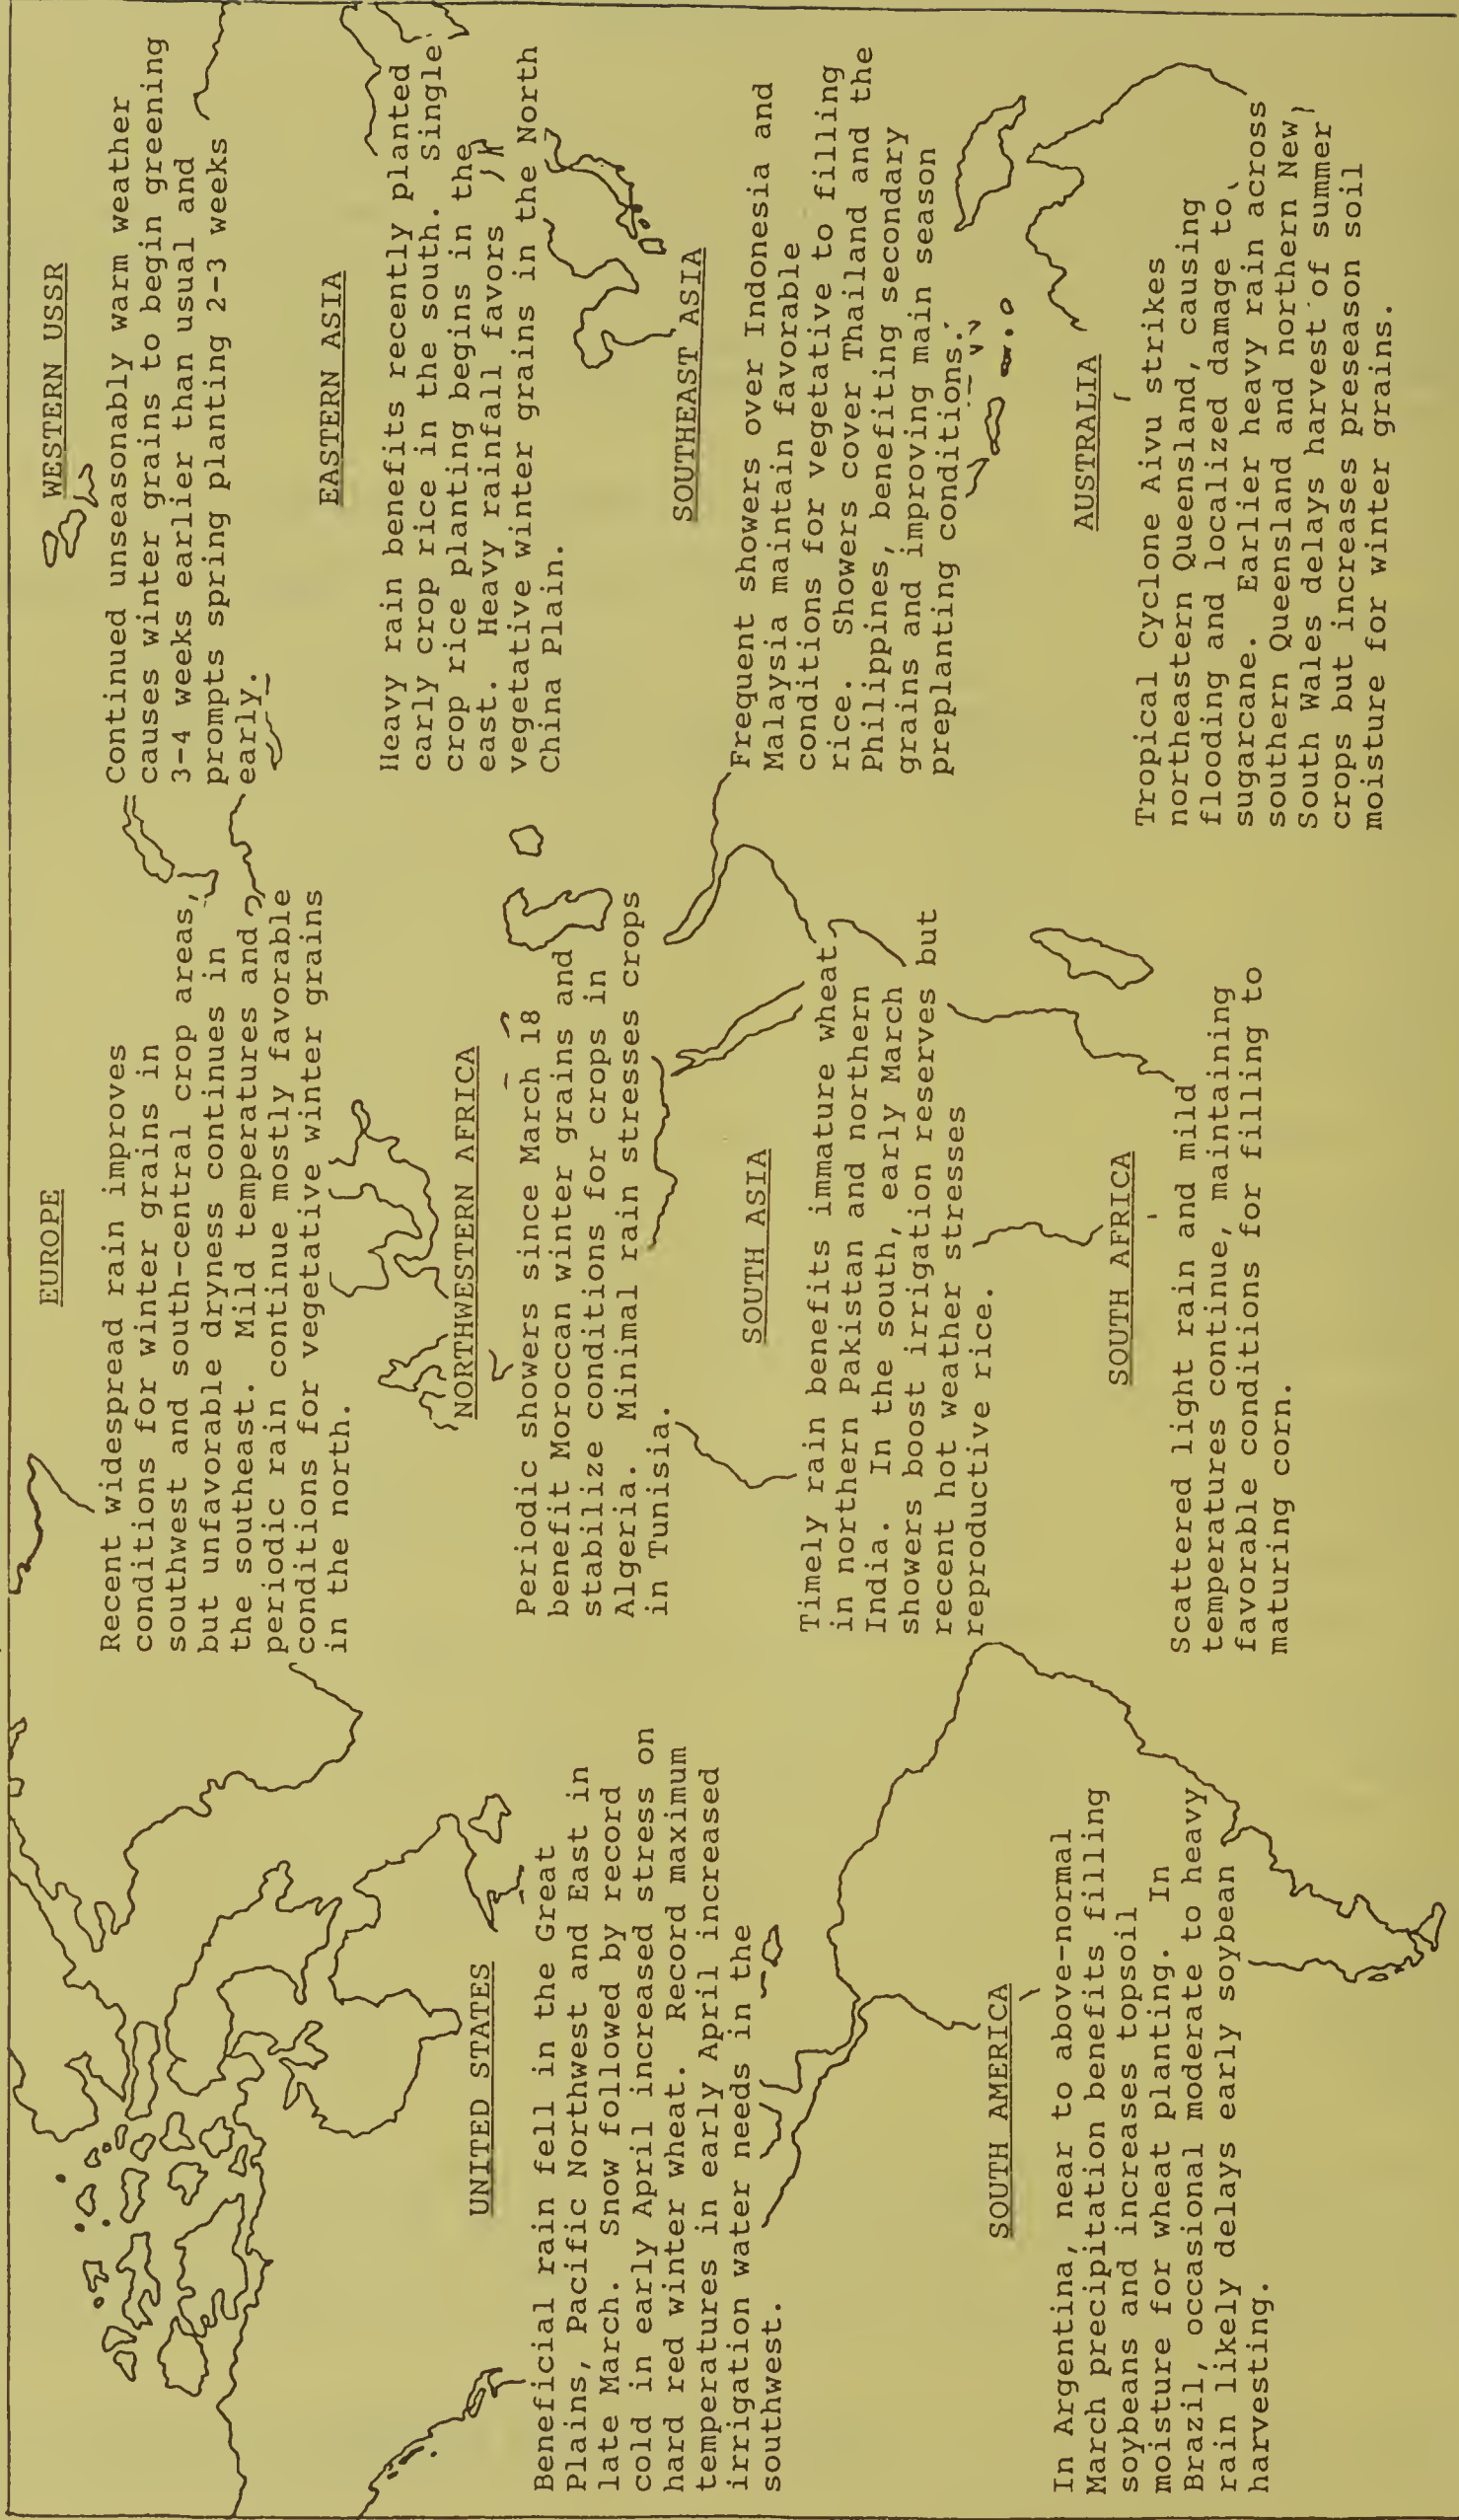 UNITED STATES
Beneficial rain fell in the Great
Plains, Pacific Northwest and East in
late March. Snow followed by record
cold in early April increased stress on
hard red winter wheat. Record maximum
temperatures in early April increased
irrigation water needs in the
southwest.
SOUTH AMERICA
In Argentina, near to above-normal
March precipitation benefits filling
soybeans and increases topsoil
moisture for wheat planting. In
Brazil, occasional moderate to heavy
rain likely delays early soybean
harvesting.
EUROPE
Recent widespread rain improves
conditions for winter grains in
southwest and south-central crop areas,
but unfavorable dryness continues in
the southeast. Mild temperatures and
periodic rain continue mostly favorable
conditions for vegetative winter grains
in the north.
NORTHWESTERN AFRICA
Periodic showers since March 18
benefit Moroccan winter grains and
stabilize conditions for crops in
Algeria. Minimal rain stresses crops
in Tunisia.
SOUTH ASIA
Timely rain benefits immature wheat
in northern Pakistan and northern
India. In the south, early March
showers boost irrigation reserves but
recent hot weather stresses
reproductive rice.
SOUTH AFRICA
Scattered light rain and mild
temperatures continue, maintaining
favorable conditions for filling to
maturing corn.
WESTERN USSR
Continued unseasonably warm weather
causes winter grains to begin greening
3-4 weeks earlier than usual and
prompts spring planting 2-3 weeks
early.
EASTERN ASIA
Heavy rain benefits recently planted
early crop rice in the south. Single
crop rice planting begins in the
east. Heavy rainfall favors
vegetative winter grains in the North
China Plain.
SOUTHEAST ASIA
Frequent showers over Indonesia and
Malaysia maintain favorable
conditions for vegetative to filling
rice. Showers cover Thailand and the
Philippines, benefiting secondary
grains and improving main season
preplanting conditions.
AUSTRALIA
Tropical Cyclone Aivu strikes
northeastern Queensland, causing
flooding and localized damage to
sugarcane. Earlier heavy rain across
southern Queensland and northern New
South Wales delays harvest of summer
crops but increases preseason soil
moisture for winter grains.